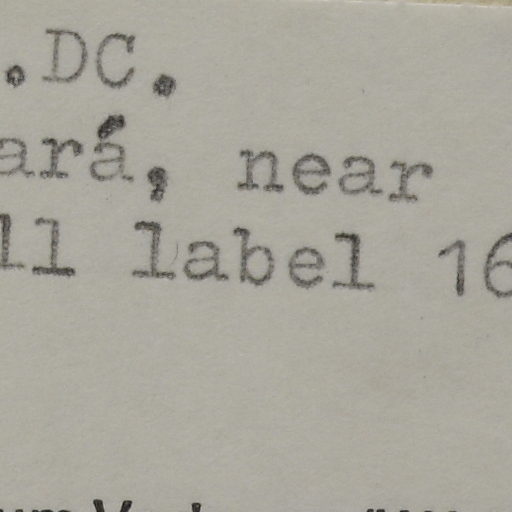 .DC.
ará, near
ll label 16